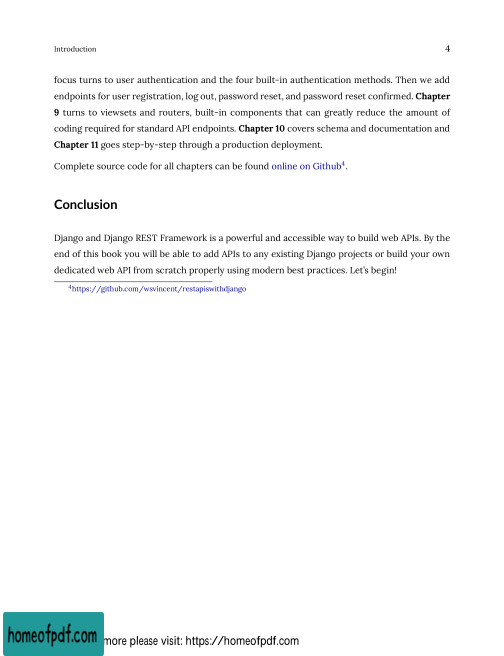 Introduction 4
focus turns to user authentication and the four built-in authentication methods. Then we add
endpoints for user registration, log out, password reset, and password reset confirmed. Chapter
9 turns to viewsets and routers, built-in components that can greatly reduce the amount of
coding required for standard API endpoints. Chapter 10 covers schema and documentation and
Chapter 11 goes step-by-step through a production deployment.
Complete source code for all chapters can be found online on Github⁴.
Conclusion
Django and Django REST Framework is a powerful and accessible way to build web APIs. By the
end of this book you will be able to add APIs to any existing Django projects or build your own
dedicated web API from scratch properly using modern best practices. Let's begin!
⁴https://github.com/wsvincent/restapiswithdjango
homeofpdf.com more please visit: https://homeofpdf.com